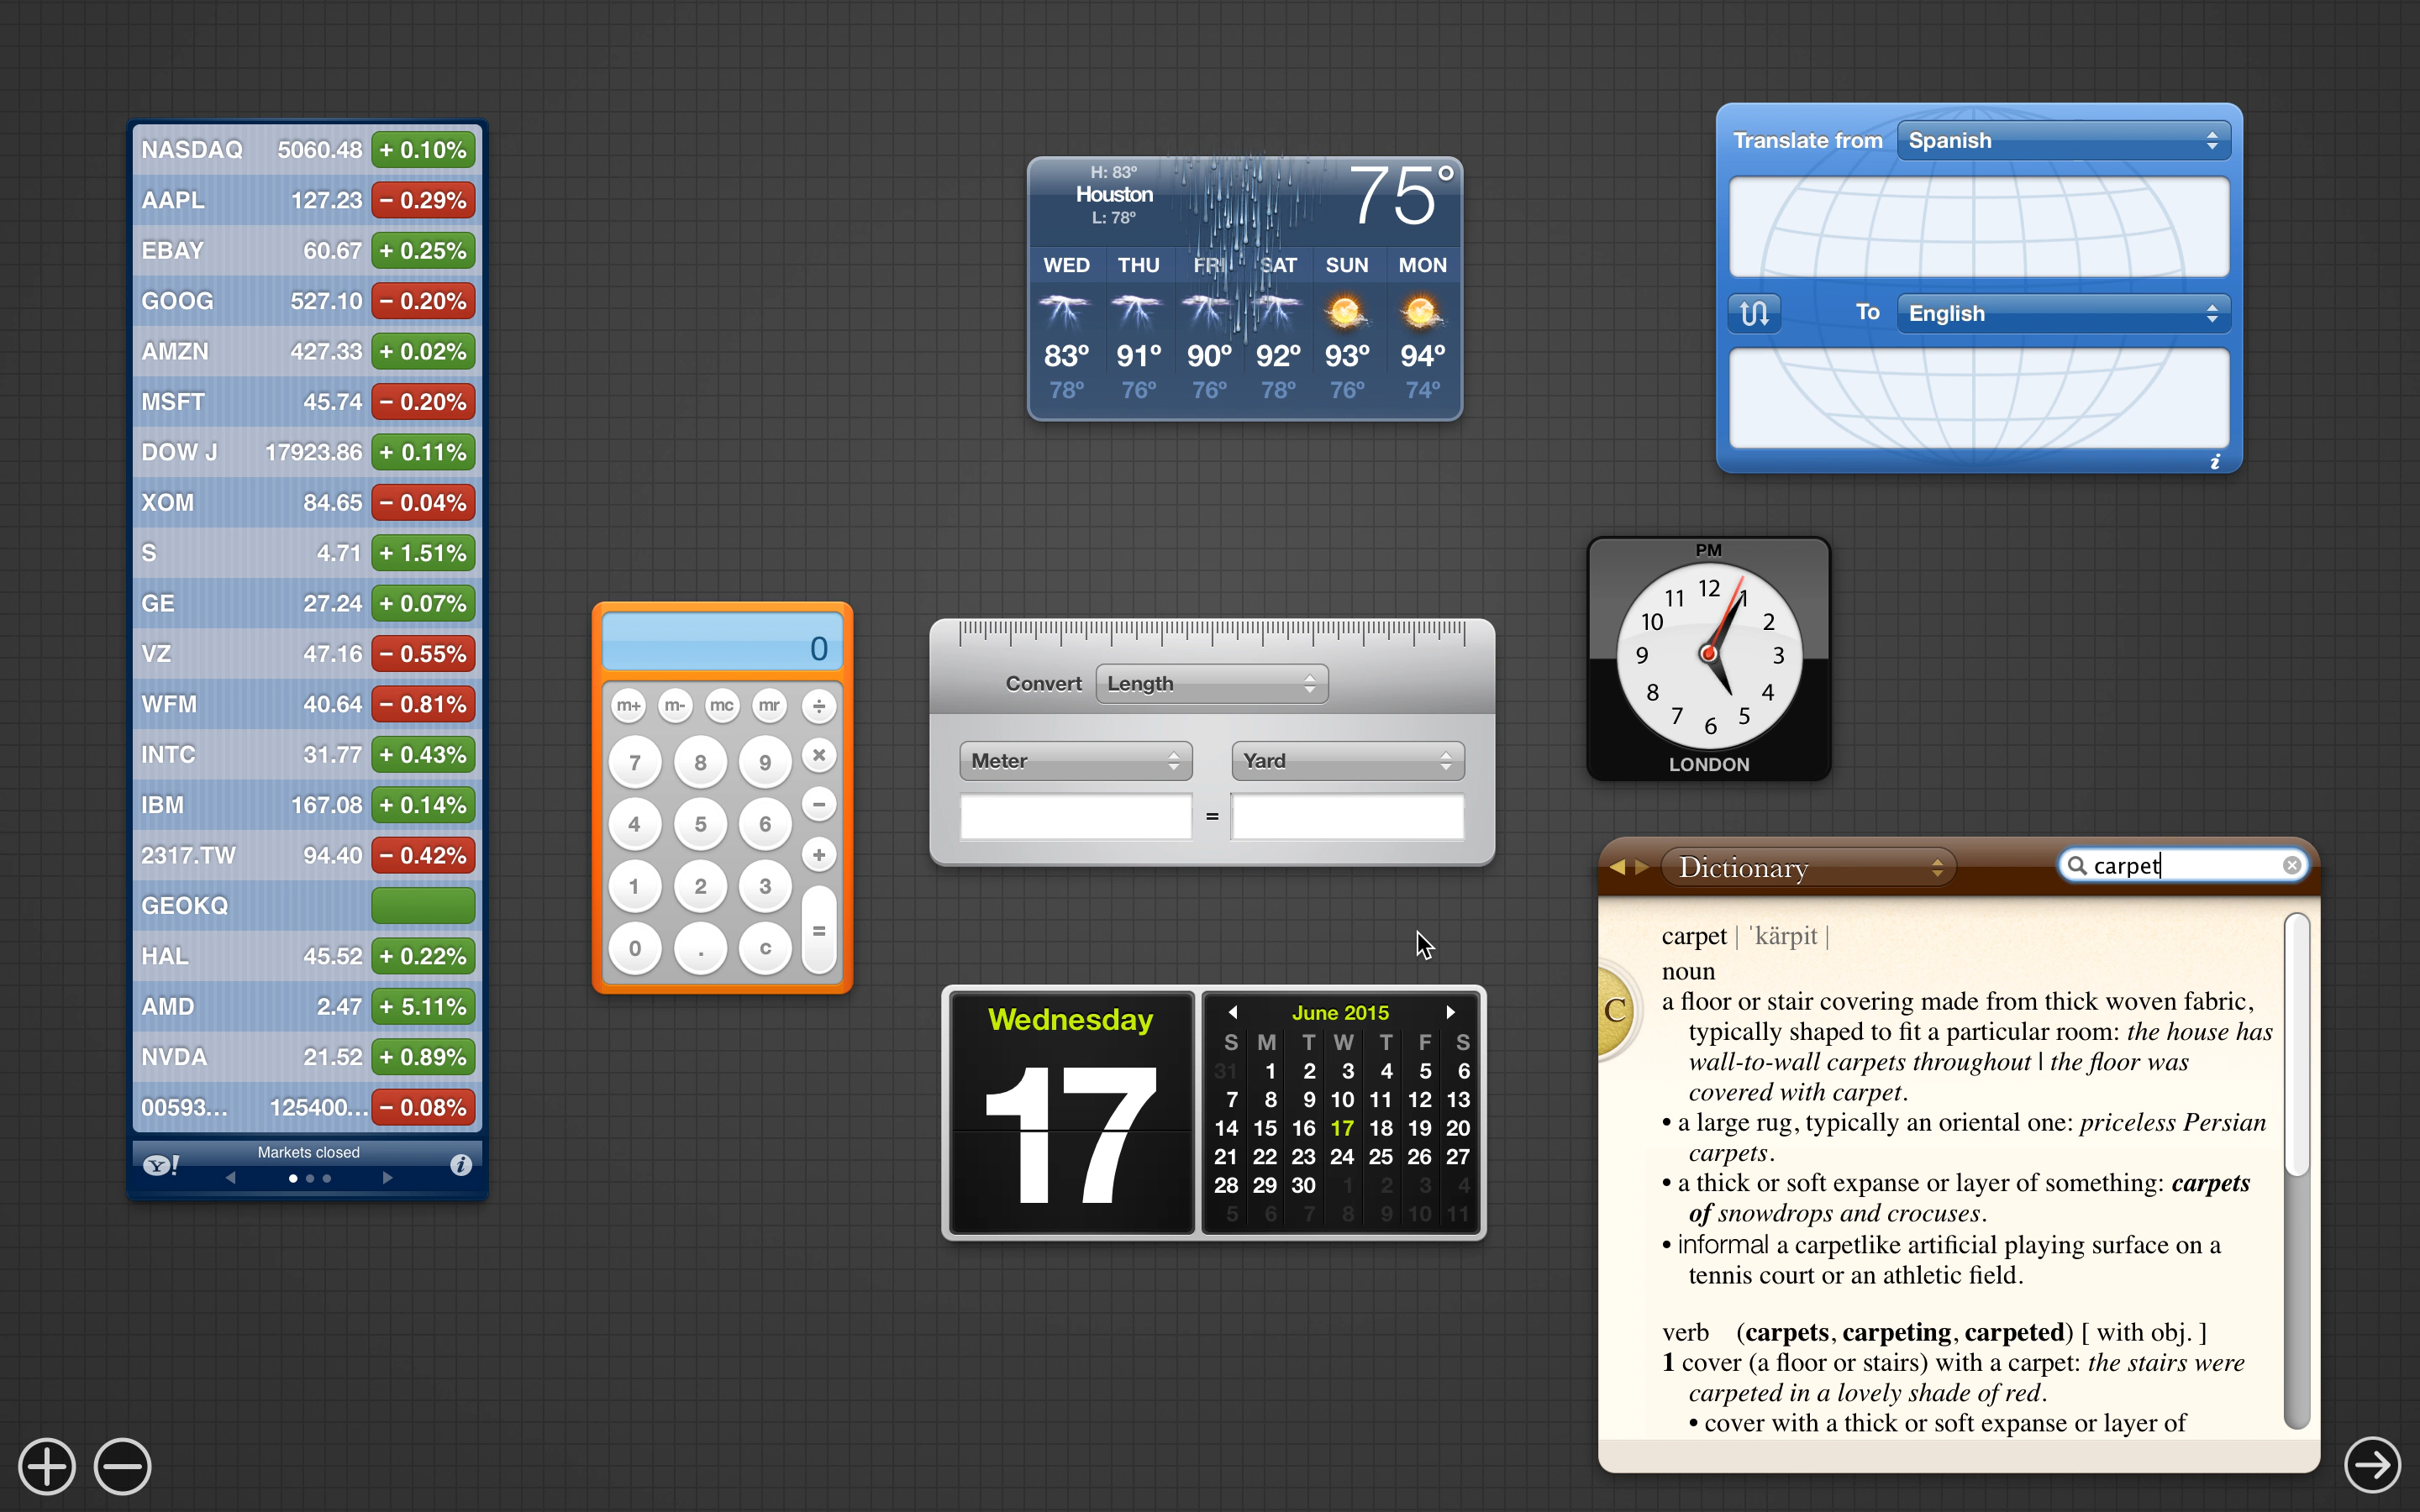 NASDAQ 5060.48 + 0.10%
AAPL 127.23 − 0.29%
EBAY 60.67 + 0.25%
GOOG 527.10 − 0.20%
AMZN 427.33 + 0.02%
MSFT 45.74 − 0.20%
DOW J 17923.86 + 0.11%
XOM 84.65 − 0.04%
S 4.71 + 1.51%
GE 27.24 + 0.07%
VZ 47.16 − 0.55%
WFM 40.64 − 0.81%
INTC 31.77 + 0.43%
IBM 167.08 + 0.14%
2317.TW 94.40 − 0.42%
GEOKQ
HAL 45.52 + 0.22%
AMD 2.47 + 5.11%
NVDA 21.52 + 0.89%
00593... 125400... − 0.08%
Markets closed
Y! i
0
m+ m- mc mr ÷
7 8 9 ×
4 5 6 −
1 2 3 +
0 . c =
H: 83º
Houston 75º
L: 78º
WED THU FRI SAT SUN MON
83º 91º 90º 92º 93º 94º
78º 76º 76º 78º 76º 74º
Convert Length
Meter Yard
=
Wednesday
17
June 2015
S M T W T F S
31 1 2 3 4 5 6
7 8 9 10 11 12 13
14 15 16 17 18 19 20
21 22 23 24 25 26 27
28 29 30 1 2 3 4
5 6 7 8 9 10 11
Translate from Spanish
To English
i
PM
12
11 1
10 2
9 3
8 4
7 5
6
LONDON
Dictionary carpet
C
carpet | ˈkärpit |
noun
a floor or stair covering made from thick woven fabric,
typically shaped to fit a particular room: the house has
wall-to-wall carpets throughout | the floor was
covered with carpet.
• a large rug, typically an oriental one: priceless Persian
carpets.
• a thick or soft expanse or layer of something: carpets
of snowdrops and crocuses.
• informal a carpetlike artificial playing surface on a
tennis court or an athletic field.
verb (carpets, carpeting, carpeted) [ with obj. ]
1 cover (a floor or stairs) with a carpet: the stairs were
carpeted in a lovely shade of red.
• cover with a thick or soft expanse or layer of